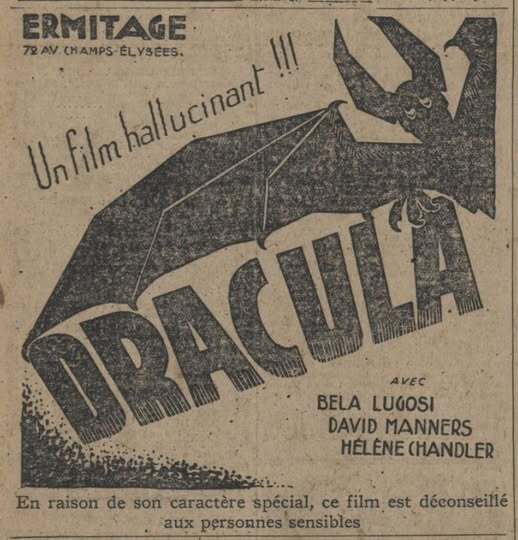 ERMITAGE
72 AV. CHAMPS-ÉLYSÉES.
Un film hallucinant !!!
DRACULA
AVEC
BELA LUGOSI
DAVID MANNERS
HÉLÈNE CHANDLER
En raison de son caractère spécial, ce film est déconseillé
aux personnes sensibles